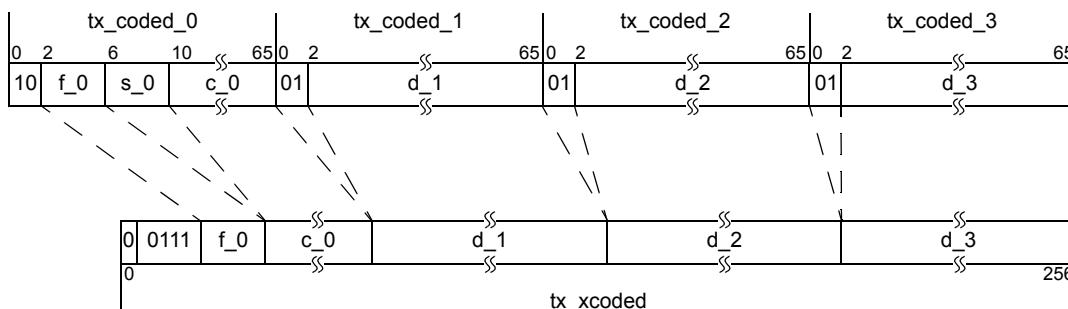 tx_coded_0 tx_coded_1 tx_coded_2 tx_coded_3
0 2 6 10 65 0 2 65 0 2 65 0 2 65
10 f_0 s_0 c_0 01 d_1 01 d_2 01 d_3
0 0111 f_0 c_0 d_1 d_2 d_3
0 256
tx_xcoded